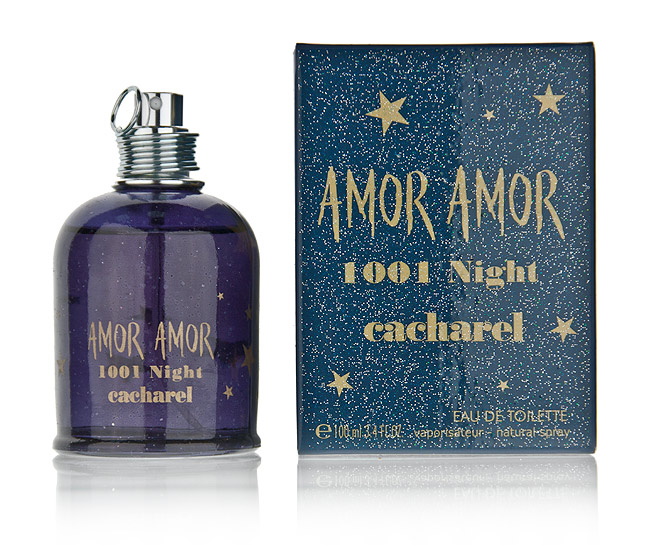 AMOR AMOR
1001 Night
cacharel
AMOR AMOR
1001 Night
cacharel
EAU DE TOILETTE
℮ 100 ml 3.4 Fl.OZ. vaporisateur - natural spray